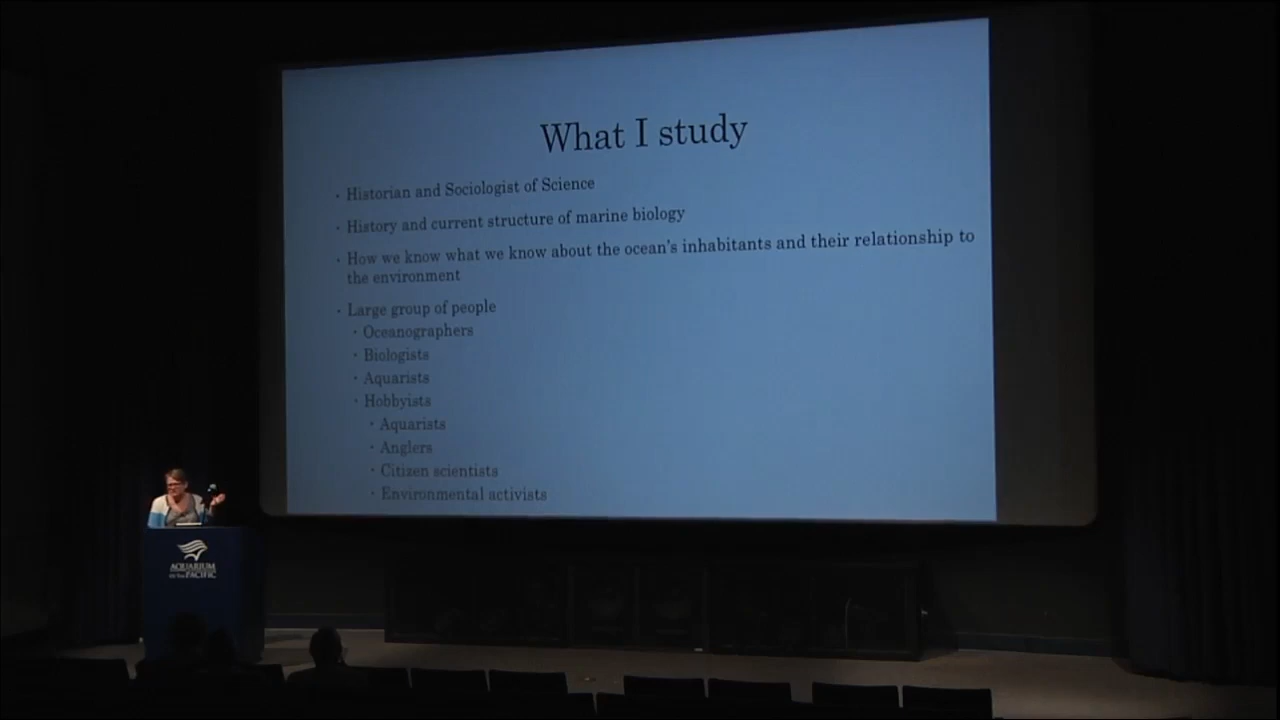 What I study
· Historian and Sociologist of Science
· History and current structure of marine biology
· How we know what we know about the ocean's inhabitants and their relationship to
the environment
· Large group of people
· Oceanographers
· Biologists
· Aquarists
· Hobbyists
· Aquarists
· Anglers
· Citizen scientists
· Environmental activists
AQUARIUM
OF THE PACIFIC